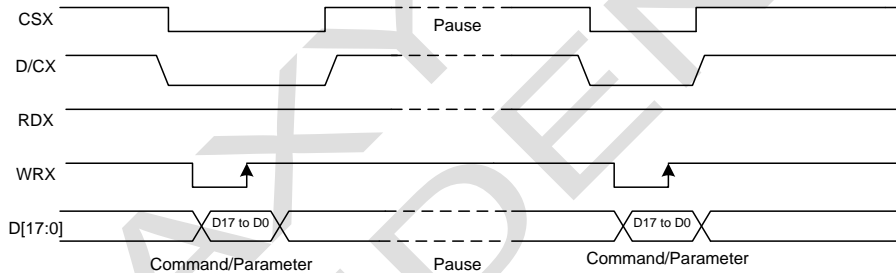 CSX
Pause
D/CX
RDX
WRX
D[17:0]
D17 to D0
D17 to D0
Command/Parameter
Pause
Command/Parameter